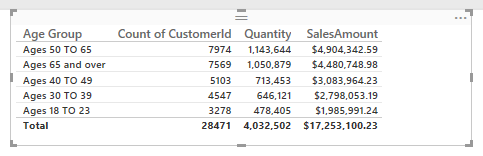 Age Group Count of CustomerId Quantity SalesAmount
Ages 50 TO 65 7974 1,143,644 $4,904,342.59
Ages 65 and over 7569 1,050,879 $4,480,748.98
Ages 40 TO 49 5103 713,453 $3,083,964.23
Ages 30 TO 39 4547 646,121 $2,798,053.19
Ages 18 TO 23 3278 478,405 $1,985,991.24
Total 28471 4,032,502 $17,253,100.23